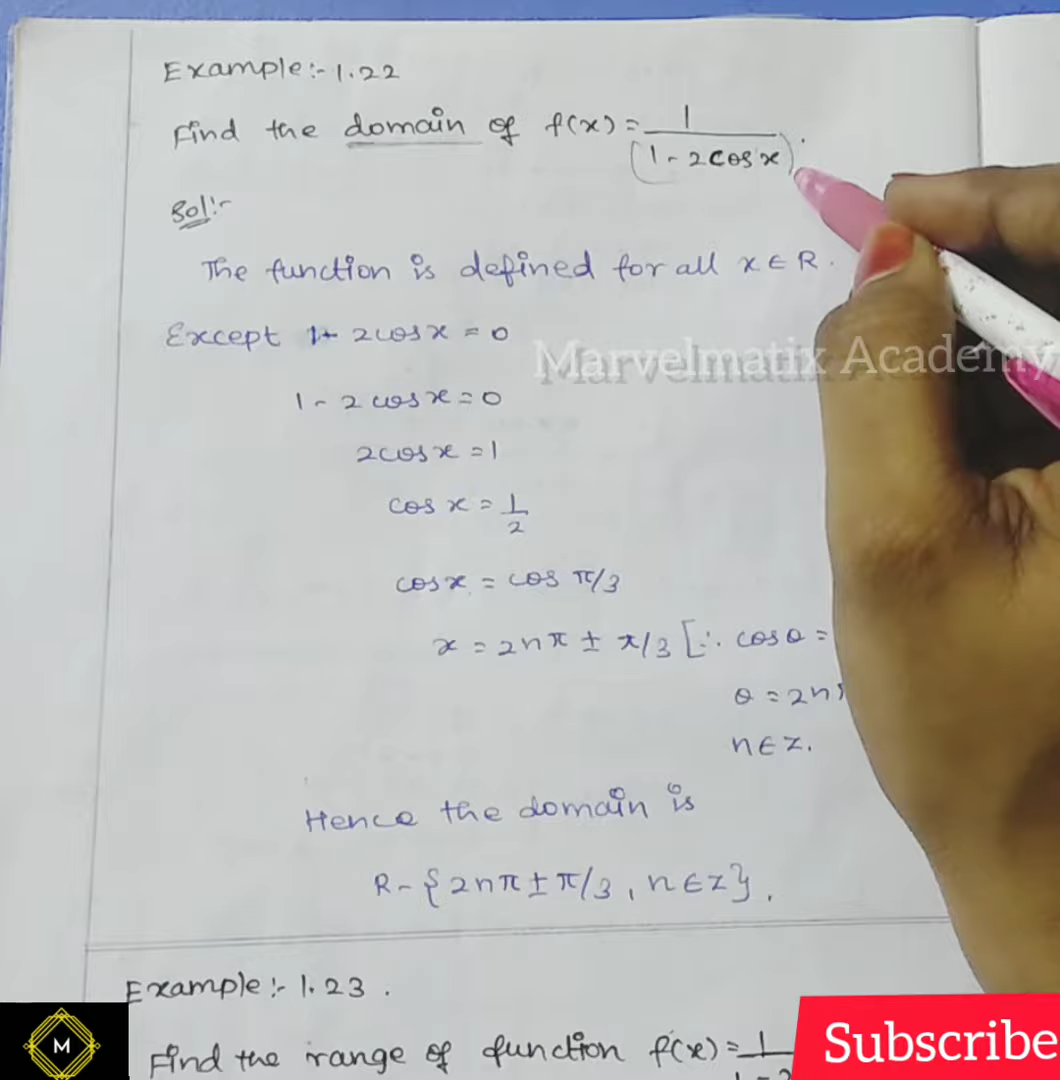 Example:- 1.22
Find the domain of f(x) = 1/(1 - 2cos x).
Sol:-
The function is defined for all x ∈ R.
Except 1 - 2cos x = 0
Marvelmatix Academy
1 - 2 cos x = 0
2cos x = 1
cos x = 1/2
cos x = cos π/3
x = 2nπ ± π/3 [∵ cos θ =
θ = 2n
n ∈ z.
Hence the domain is
R - {2nπ ± π/3, n ∈ z}.
Example:- 1.23.
M
Find the range of function f(x) = 1
Subscribe